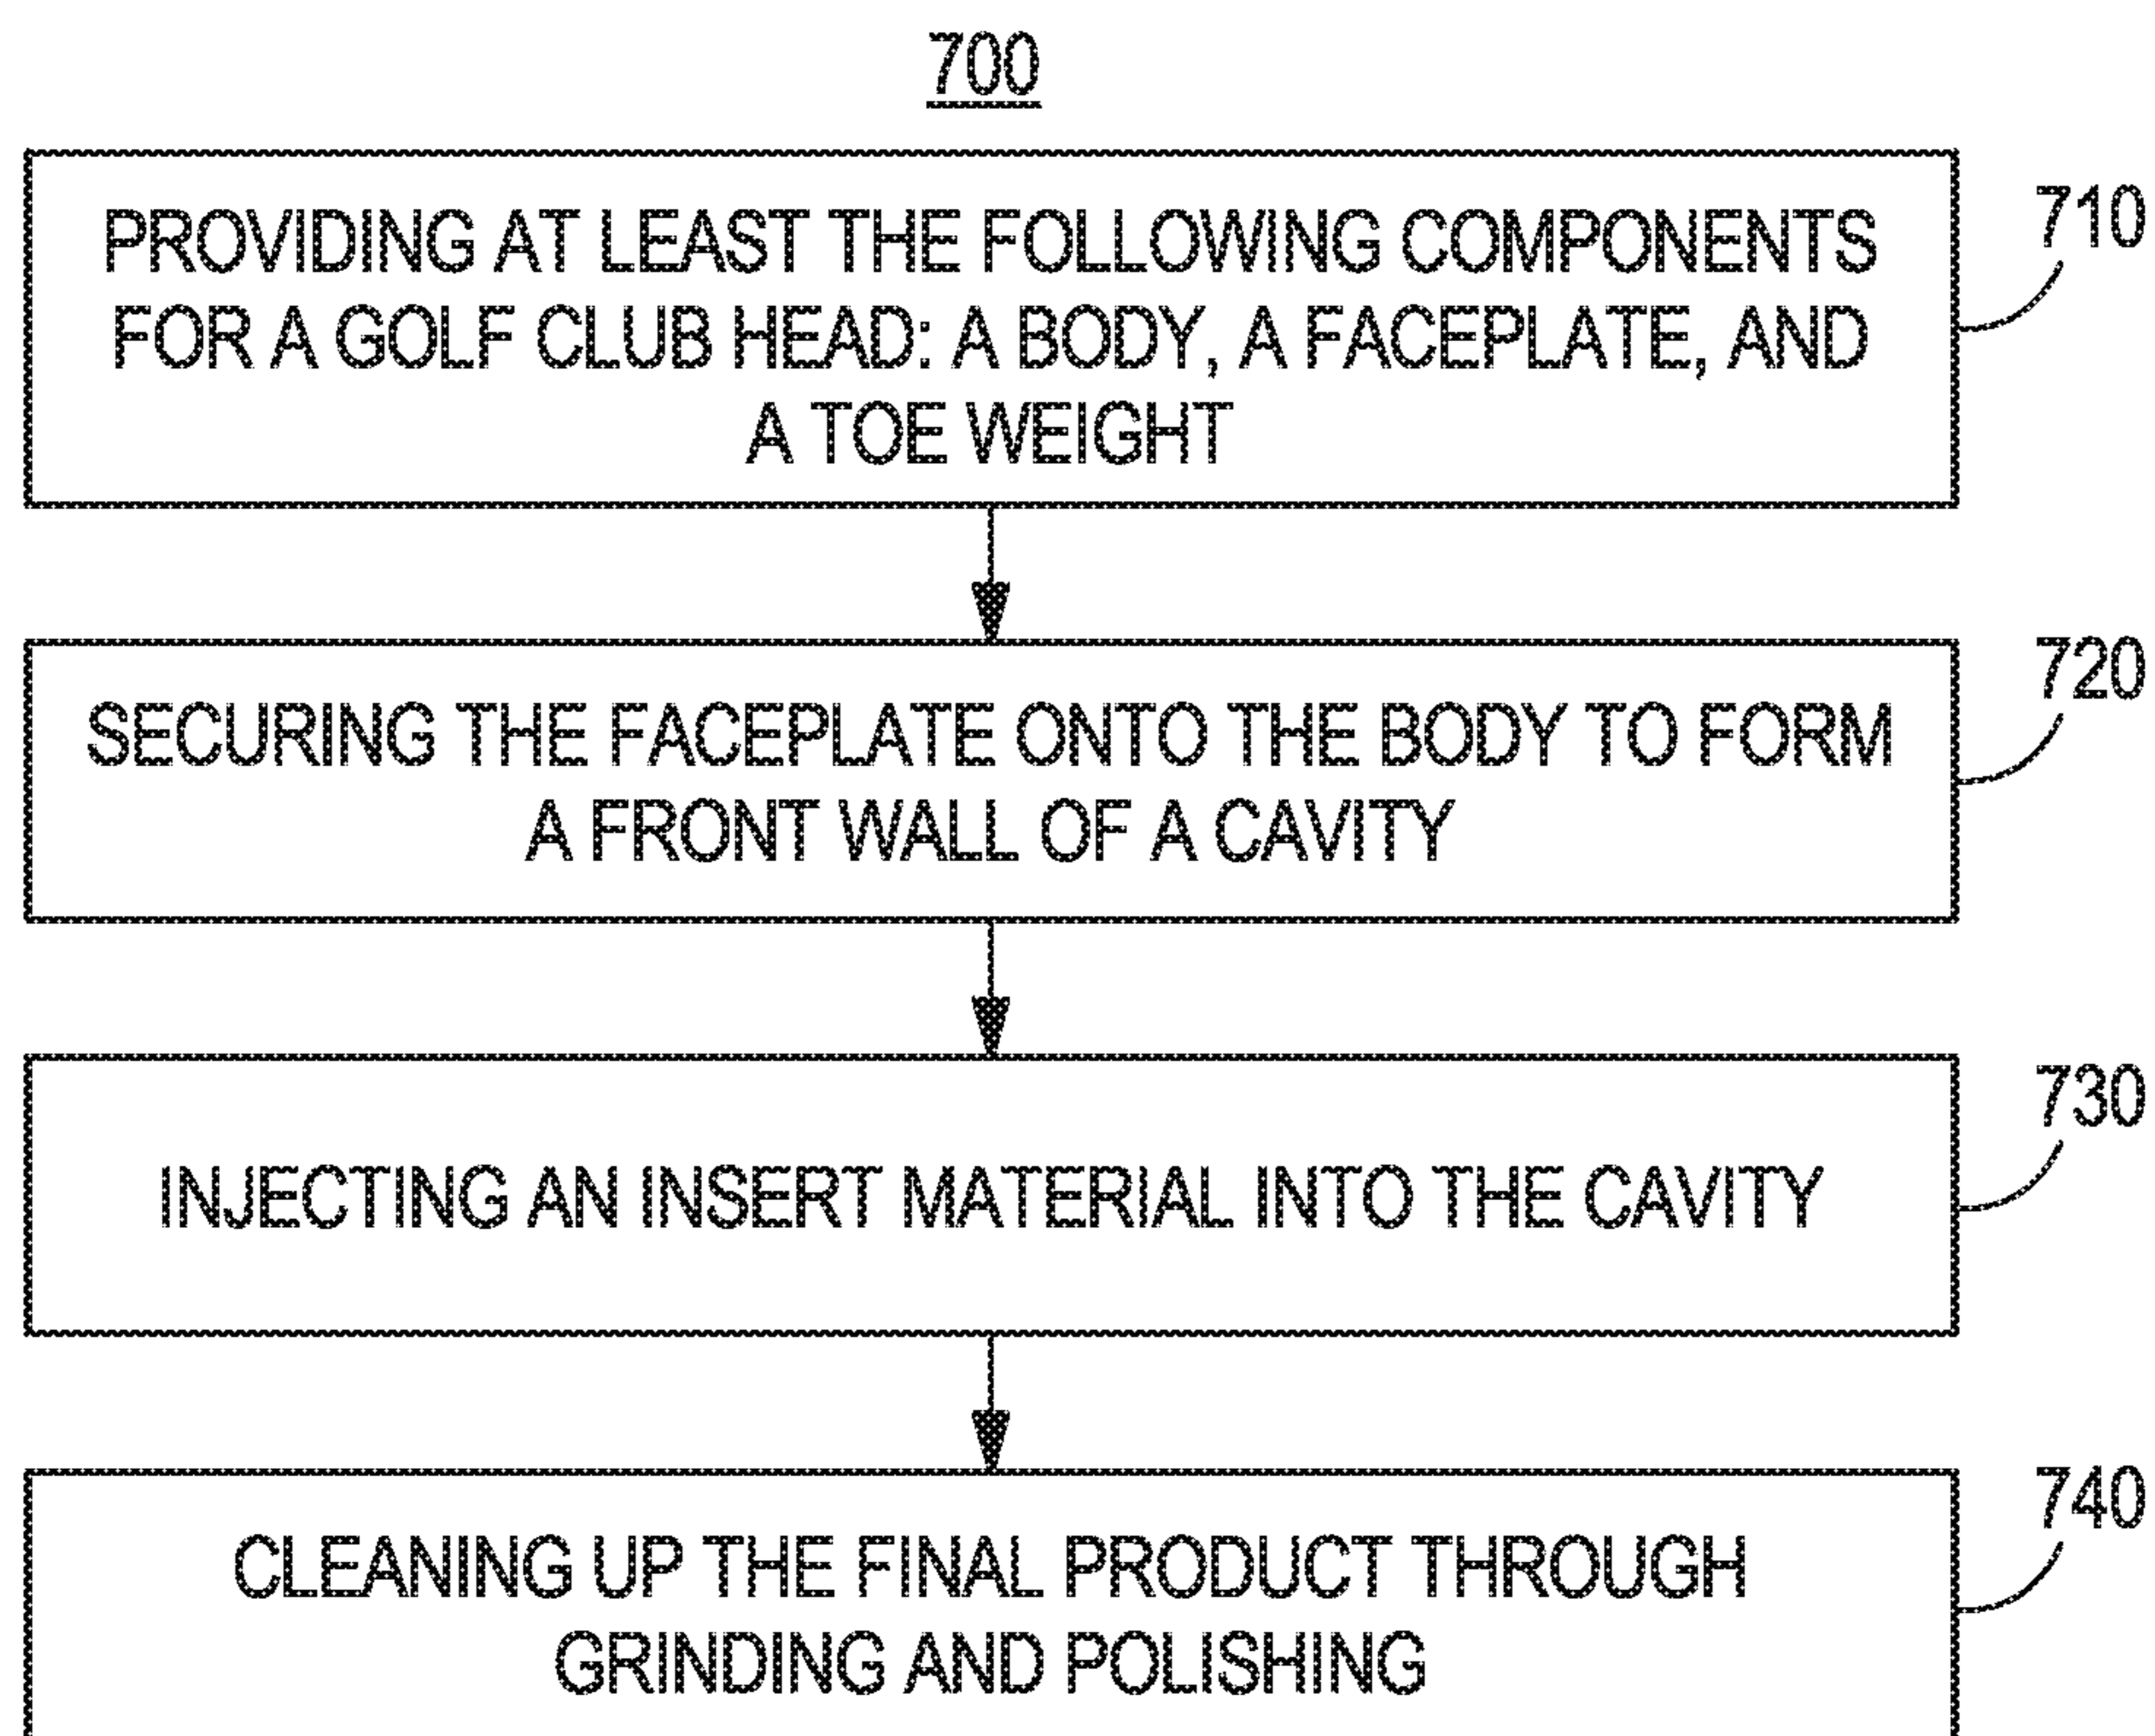 700
PROVIDING AT LEAST THE FOLLOWING COMPONENTS
FOR A GOLF CLUB HEAD: A BODY, A FACEPLATE, AND
A TOE WEIGHT
710
SECURING THE FACEPLATE ONTO THE BODY TO FORM
A FRONT WALL OF A CAVITY
720
INJECTING AN INSERT MATERIAL INTO THE CAVITY
730
CLEANING UP THE FINAL PRODUCT THROUGH
GRINDING AND POLISHING
740